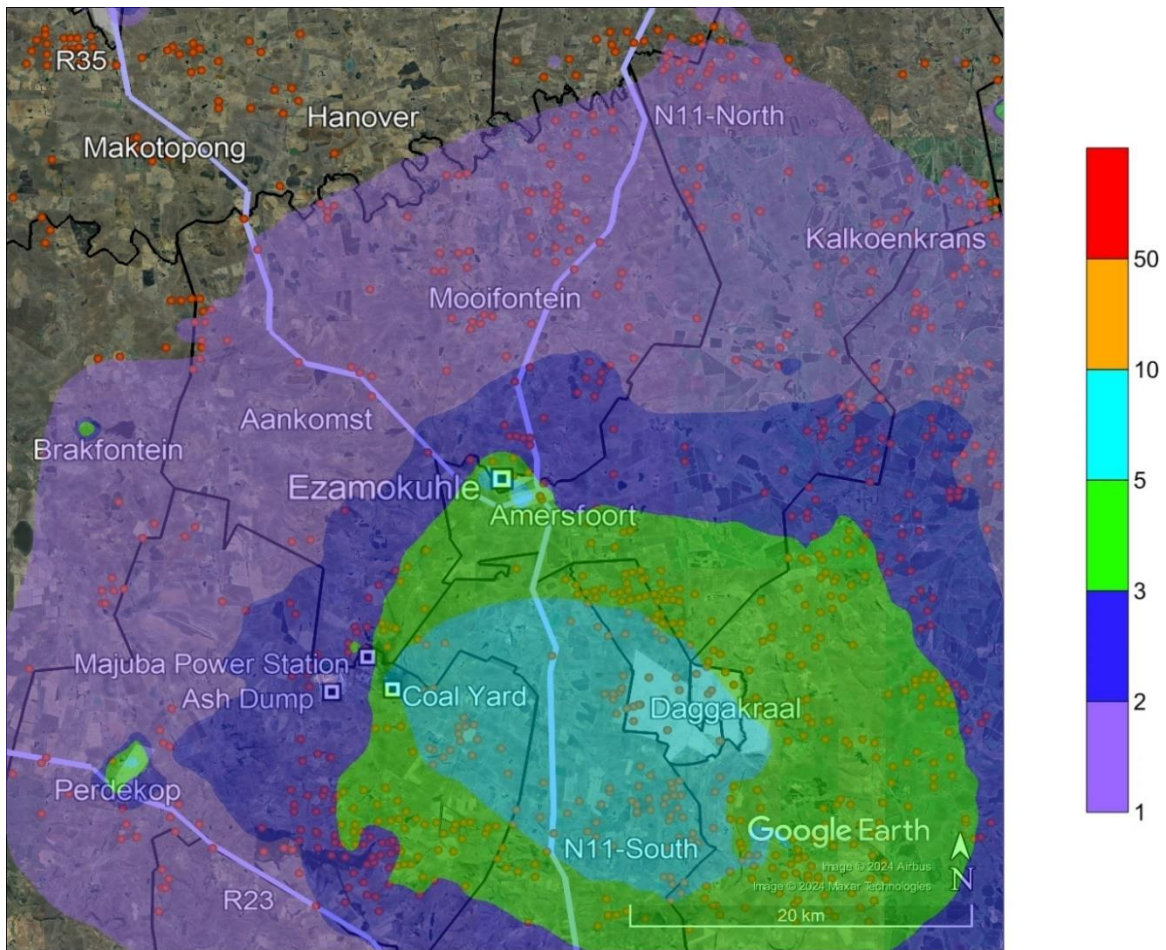 R35
Hanover
N11-North
Makotopong
Kalkoenkrans
Mooifontein
Aankomst
Brakfontein
Ezamokuhle
Amersfoort
Majuba Power Station
Ash Dump
Coal Yard
Daggakraal
Perdekop
Google Earth
N11-South
Image © 2024 Airbus
Image © 2024 Maxar Technologies
N
R23
20 km
50
10
5
3
2
1